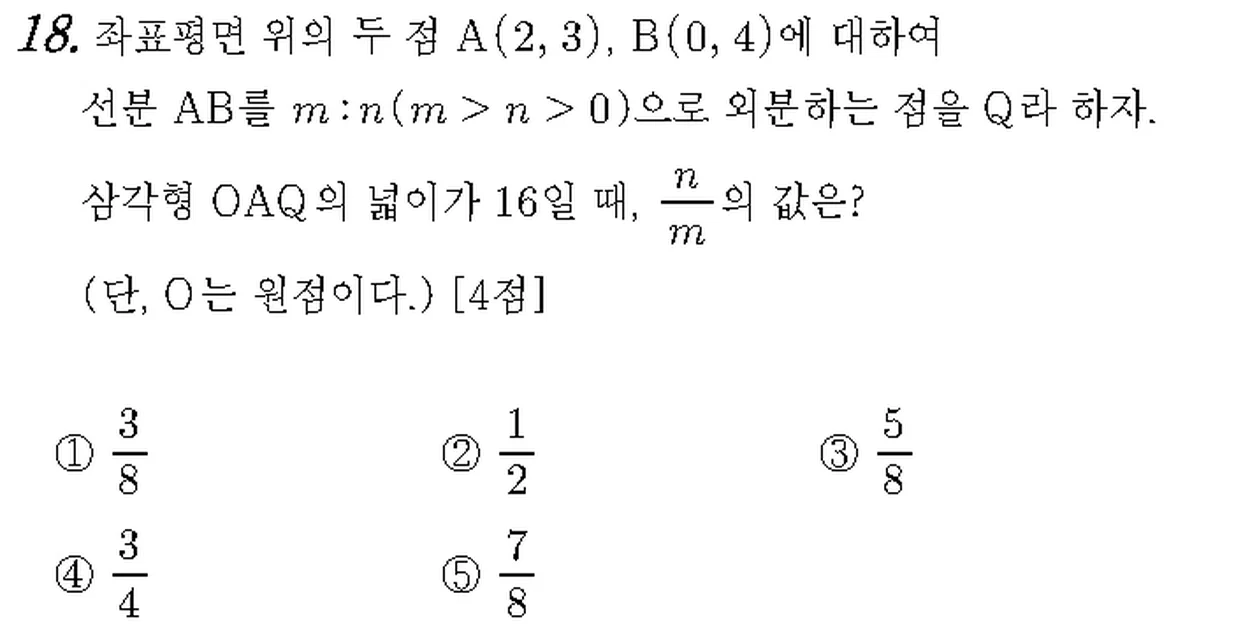 18. 좌표평면 위의 두 점 A(2, 3), B(0, 4)에 대하여
선분 AB를 m:n(m > n > 0)으로 외분하는 점을 Q라 하자.
삼각형 OAQ의 넓이가 16일 때, n/m의 값은?
(단, O는 원점이다.) [4점]
① 3/8 ② 1/2 ③ 5/8
④ 3/4 ⑤ 7/8